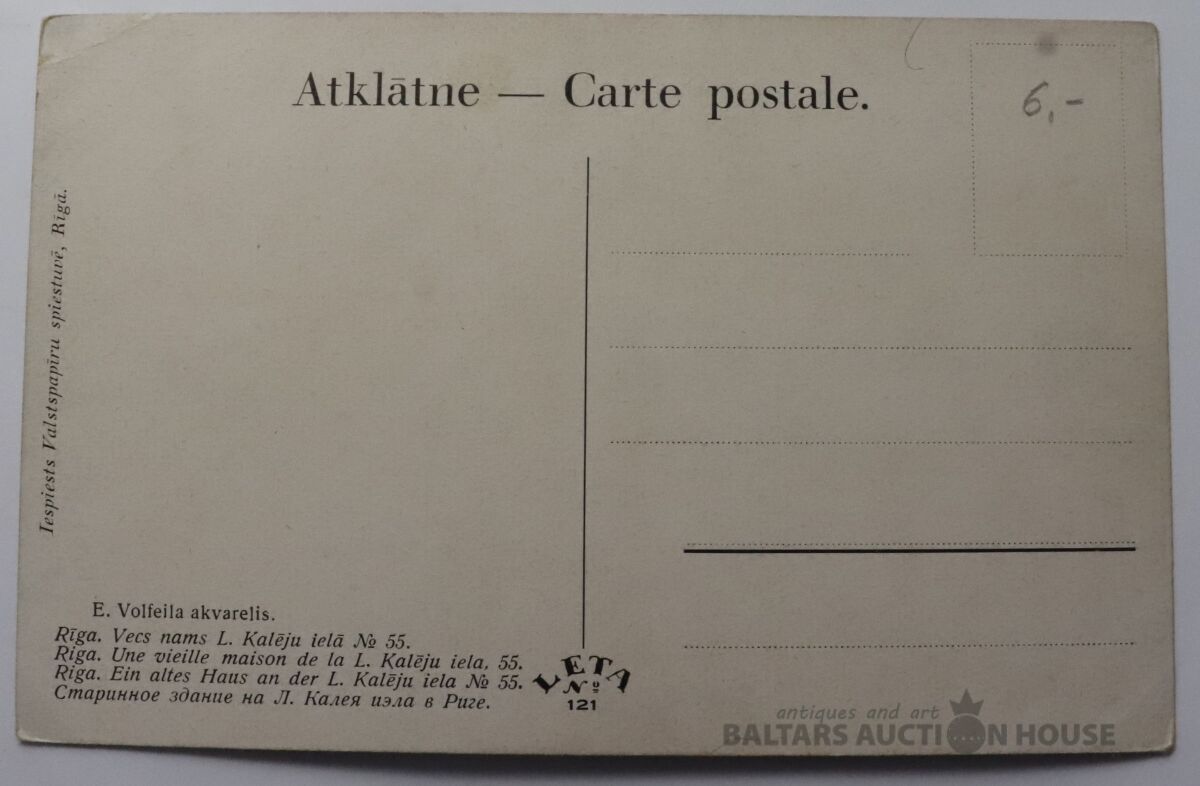 Atklātne — Carte postale.
6,-
Iespiests Valstspapīru spiestuvē, Rīgā.
E. Volfeila akvarelis.
Rīga. Vecs nams L. Kalēju ielā № 55.
Riga. Une vieille maison de la L. Kalēju iela, 55.
Riga. Ein altes Haus an der L. Kalēju iela № 55.
Старинное здание на Л. Калея иэла в Риге.
LETA
№
121
antiques and art
BALTARS AUCTION HOUSE